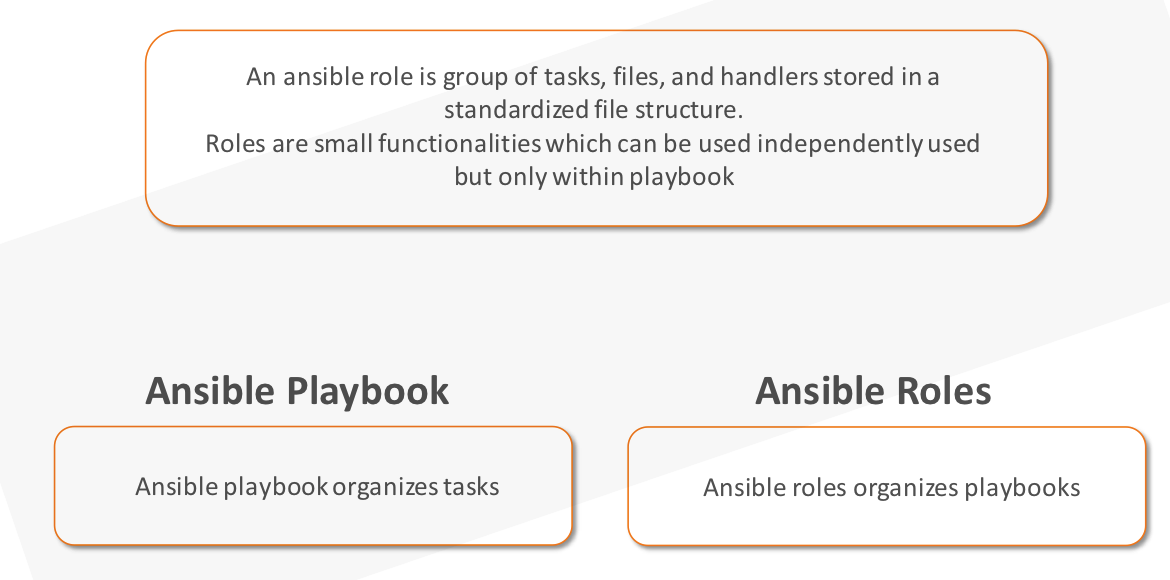 An ansible role is group of tasks, files, and handlers stored in a
standardized file structure.
Roles are small functionalities which can be used independently used
but only within playbook
Ansible Playbook
Ansible playbook organizes tasks
Ansible Roles
Ansible roles organizes playbooks